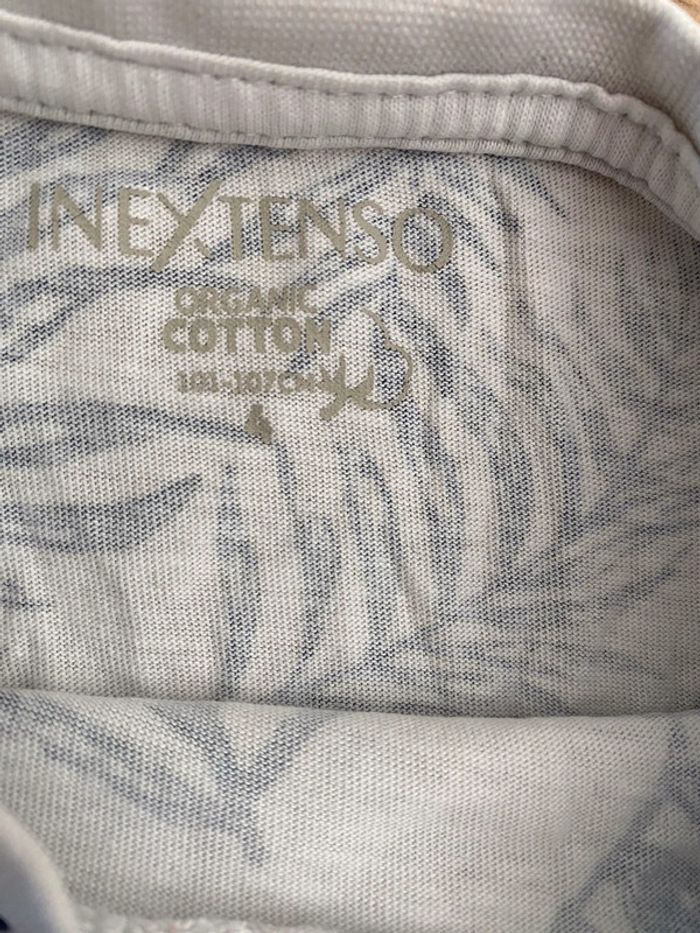 INEXTENSO
ORGANIC
COTTON
101-107CM
4